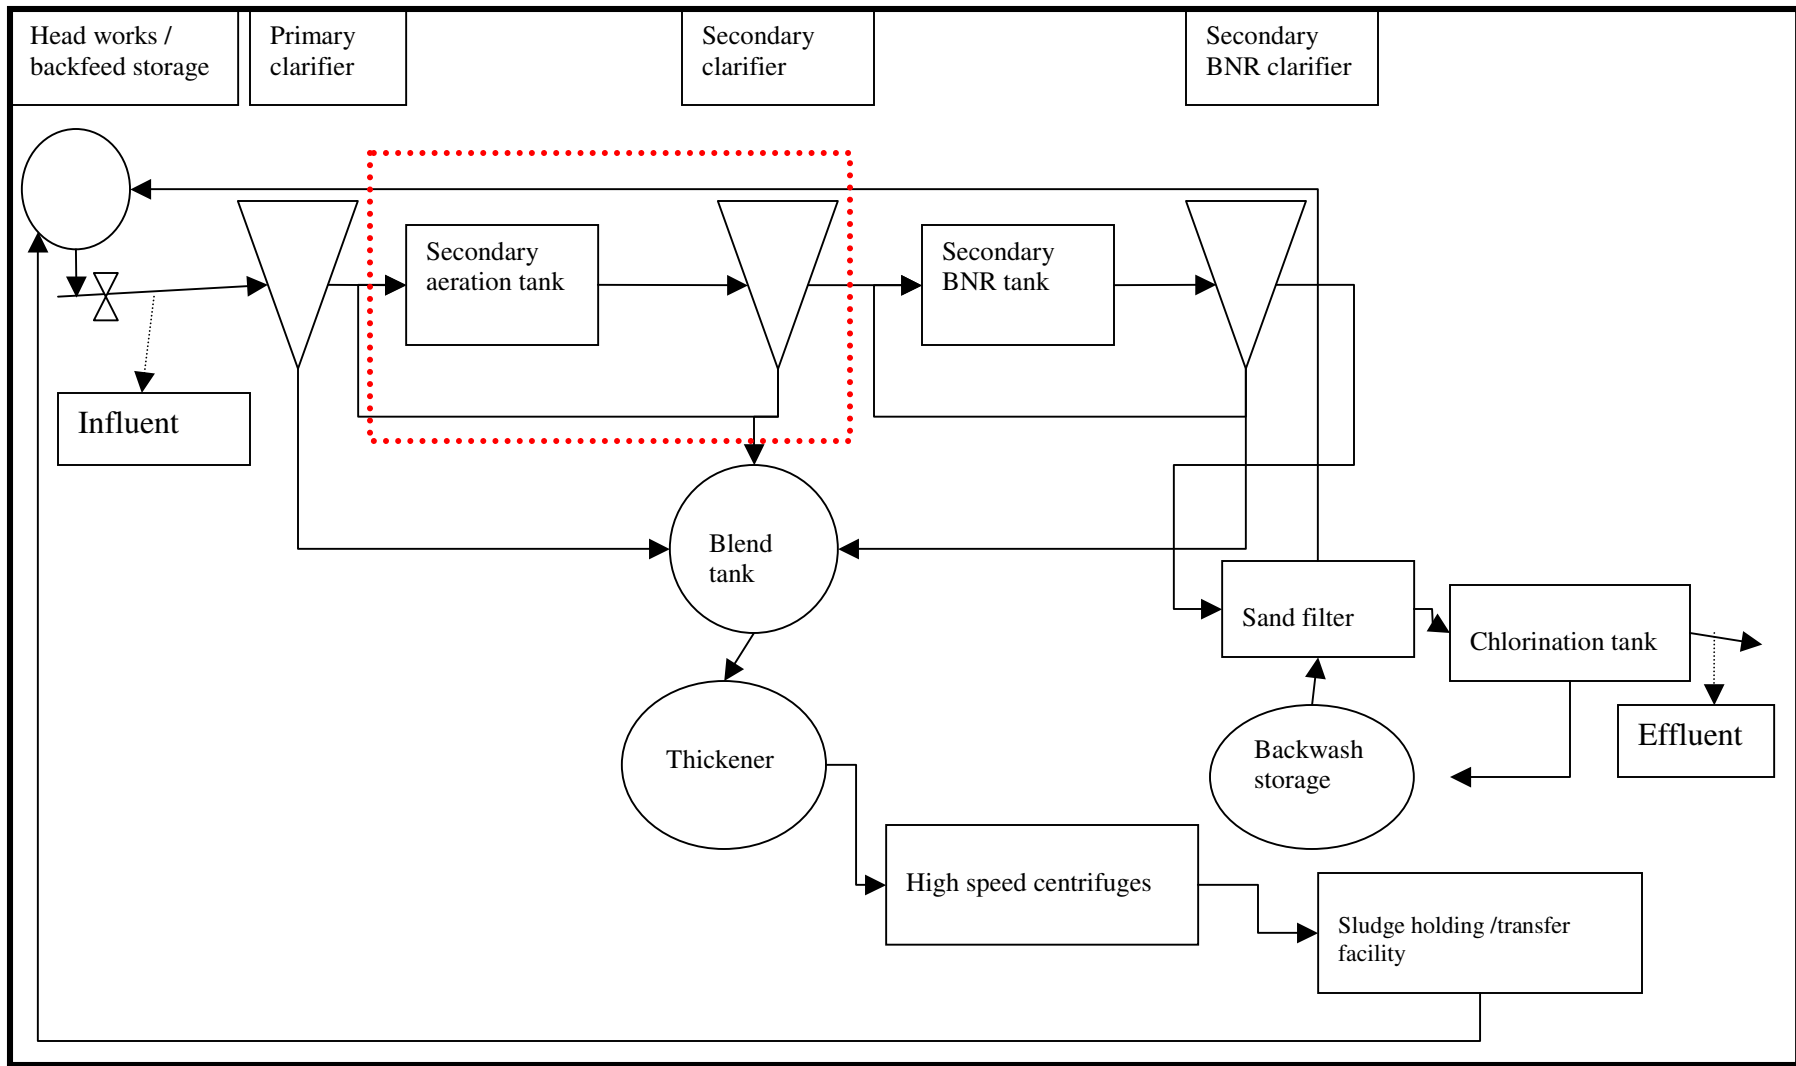 Head works /
backfeed storage
Primary
clarifier
Secondary
clarifier
Secondary
BNR clarifier
Secondary
aeration tank
Secondary
BNR tank
Influent
Blend
tank
Sand filter
Chlorination tank
Effluent
Thickener
Backwash
storage
High speed centrifuges
Sludge holding /transfer
facility